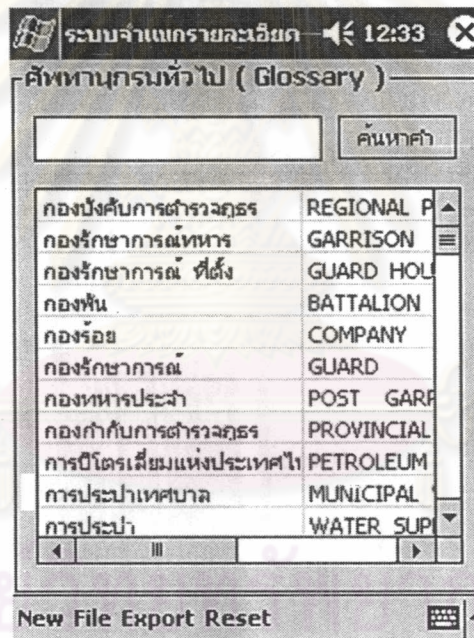 ระบบจำแนกรายละเอียด 12:33
ศัพทานุกรมทั่วไป ( Glossary )
ค้นหาคำ
กองบังคับการตำรวจภูธร REGIONAL P
กองรักษาการณ์ทหาร GARRISON
กองรักษาการณ์ ที่ตั้ง GUARD HOU
กองพัน BATTALION
กองร้อย COMPANY
กองรักษาการณ์ GUARD
กองทหารประจำ POST GARR
กองกำกับการตำรวจภูธร PROVINCIAL
การปิโตรเลี่ยมแห่งประเทศไ PETROLEUM
การประปาเทศบาล MUNICIPAL
การประปา WATER SUPP
New File Export Reset